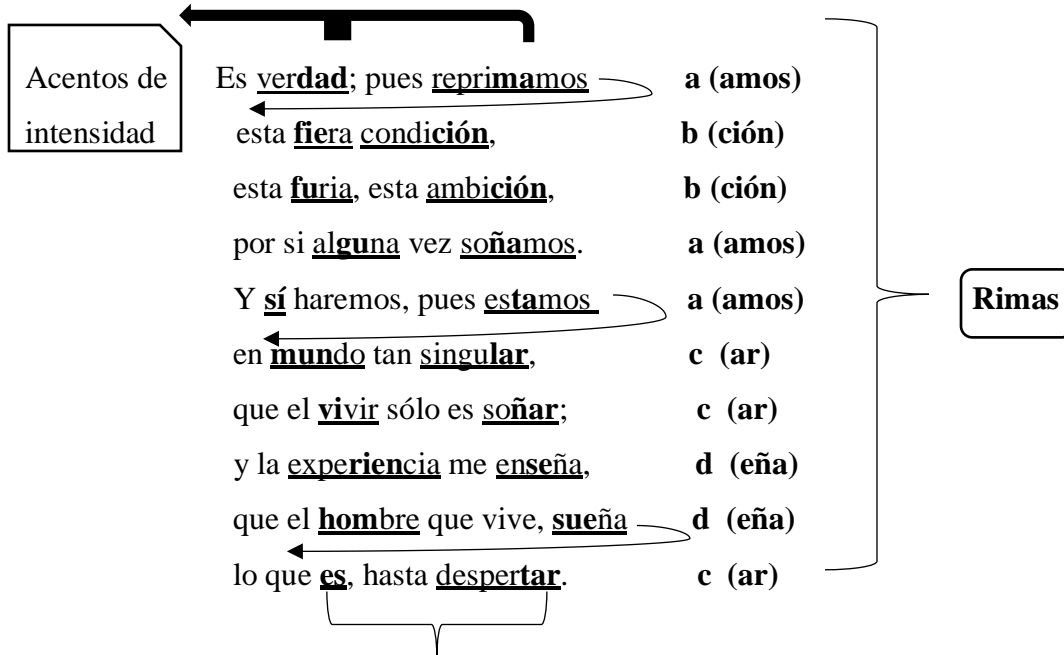 Acentos de
intensidad
Es verdad; pues reprimamos a (amos)
esta fiera condición, b (ción)
esta furia, esta ambición, b (ción)
por si alguna vez soñamos. a (amos)
Y sí haremos, pues estamos a (amos)
en mundo tan singular, c (ar)
que el vivir sólo es soñar; c (ar)
y la experiencia me enseña, d (eña)
que el hombre que vive, sueña d (eña)
lo que es, hasta despertar. c (ar)
Rimas